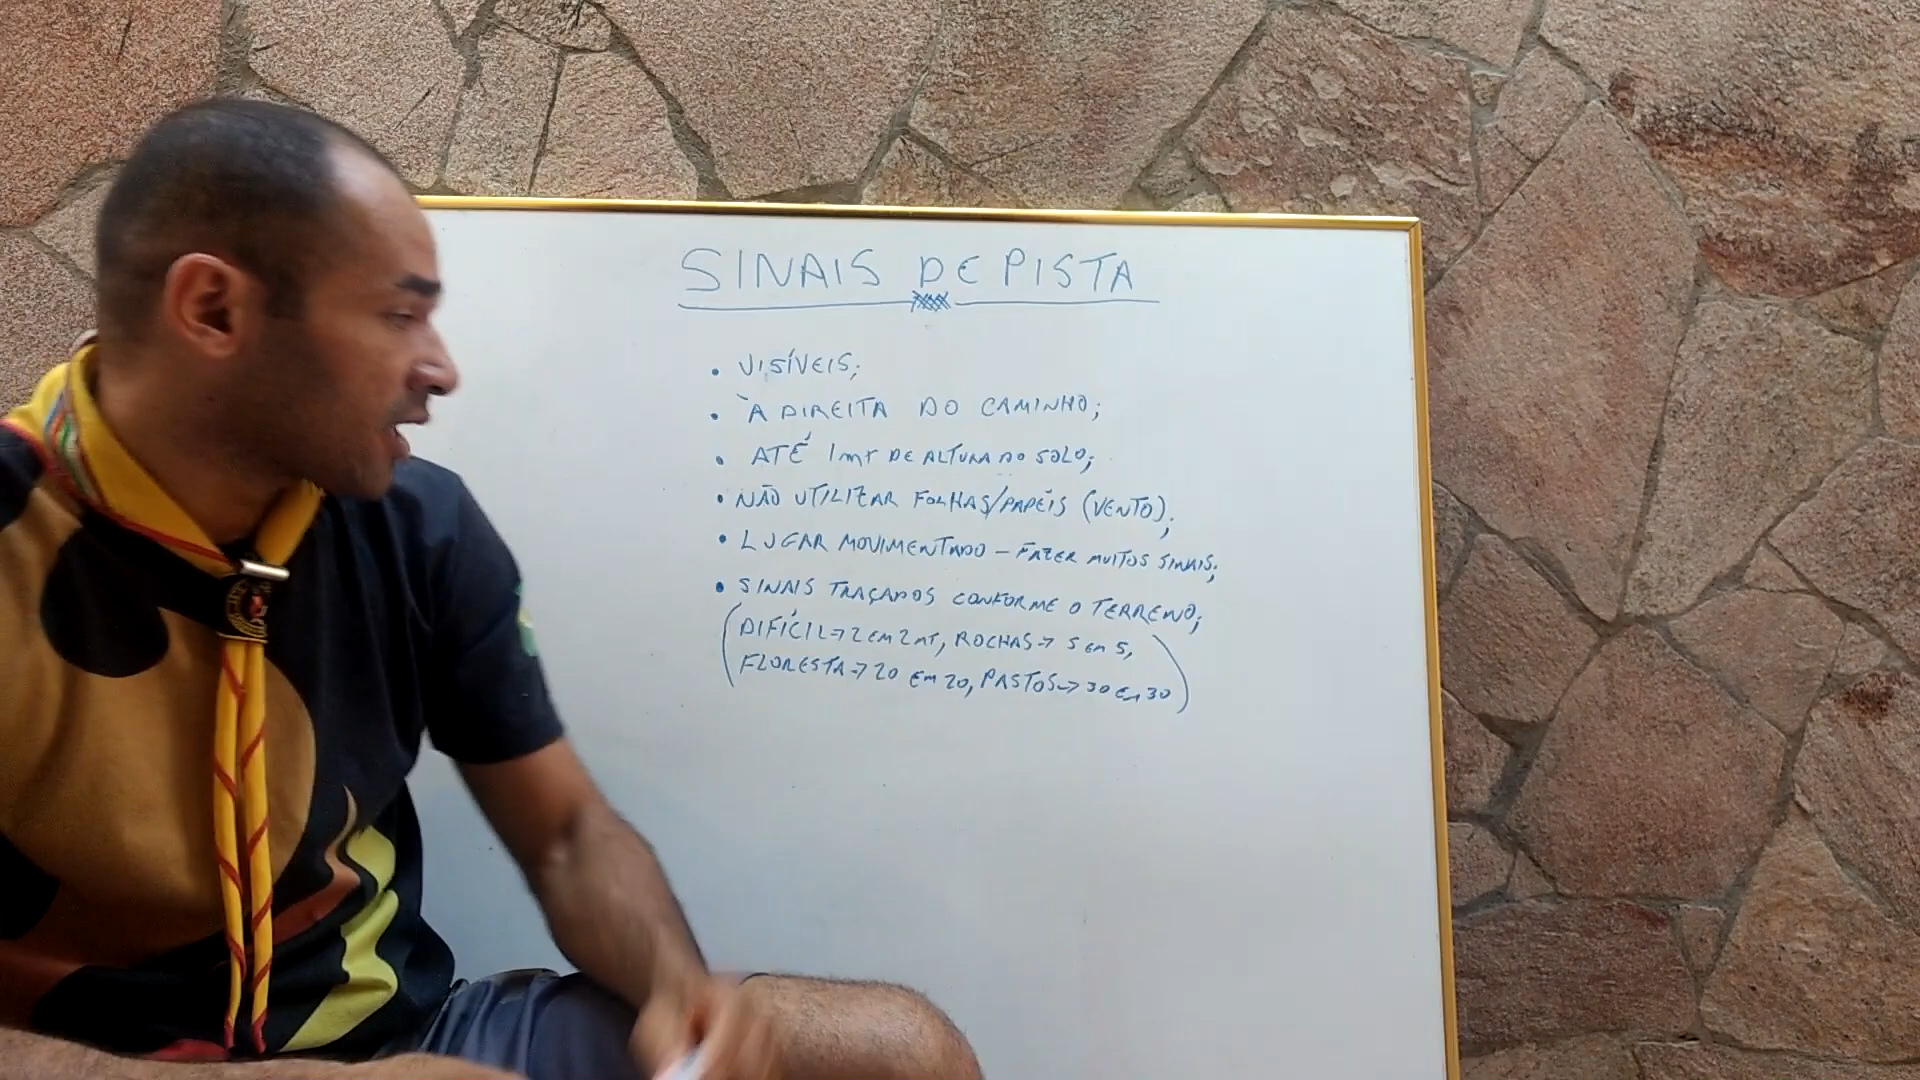 SINAIS DE PISTA
• VISÍVEIS;
• À DIREITA DO CAMINHO;
• ATÉ 1mt DE ALTURA DO SOLO;
• NÃO UTILIZAR FOLHAS/PAPÉIS (VENTO);
• LUGAR MOVIMENTADO – FAZER MUITOS SINAIS;
• SINAIS TRAÇADOS CONFORME O TERRENO;
(DIFÍCIL → 2 EM 2 MT, ROCHAS → 5 EM 5,
FLORESTA → 20 EM 20, PASTOS → 30 EM 30)